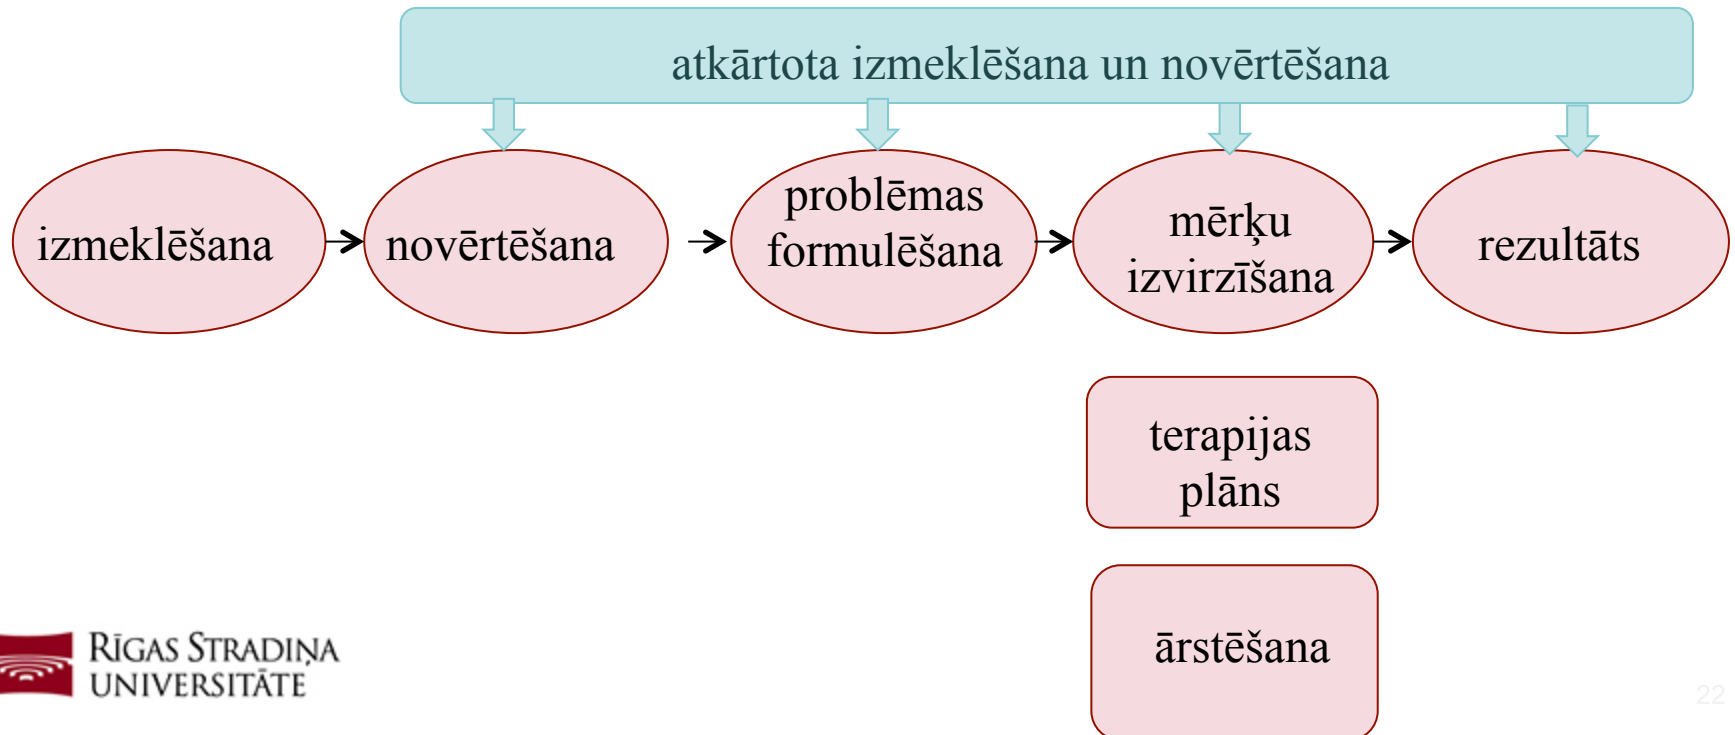 atkārtota izmeklēšana un novērtēšana
izmeklēšana
novērtēšana
problēmas
formulēšana
mērķu
izvirzīšana
rezultāts
terapijas
plāns
ārstēšana
RĪGAS STRADIŅA
UNIVERSITĀTE
22